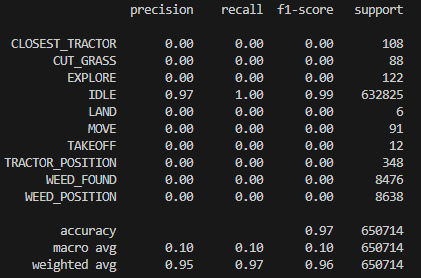 precision recall f1-score support
CLOSEST_TRACTOR 0.00 0.00 0.00 108
CUT_GRASS 0.00 0.00 0.00 88
EXPLORE 0.00 0.00 0.00 122
IDLE 0.97 1.00 0.99 632825
LAND 0.00 0.00 0.00 6
MOVE 0.00 0.00 0.00 91
TAKEOFF 0.00 0.00 0.00 12
TRACTOR_POSITION 0.00 0.00 0.00 348
WEED_FOUND 0.00 0.00 0.00 8476
WEED_POSITION 0.00 0.00 0.00 8638
accuracy 0.97 650714
macro avg 0.10 0.10 0.10 650714
weighted avg 0.95 0.97 0.96 650714